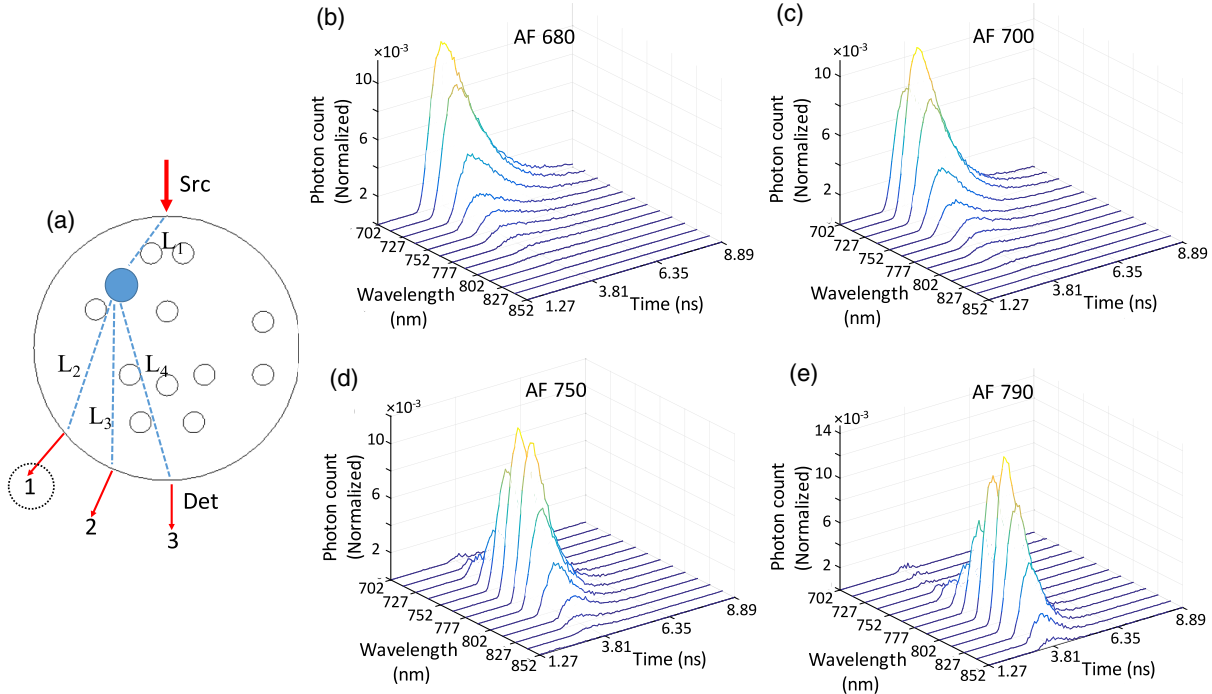 (a)
Src
L1
L2
L3
L4
1
2
3
Det
(b)
AF 680
×10-3
10
6
2
Photon count
(Normalized)
702
727
752
777
802
827
852
Wavelength
(nm)
1.27
3.81
6.35
8.89
Time (ns)
(c)
AF 700
×10-3
10
6
2
Photon count
(Normalized)
702
727
752
777
802
827
852
Wavelength
(nm)
1.27
3.81
6.35
8.89
Time (ns)
(d)
AF 750
×10-3
10
6
2
Photon count
(Normalized)
702
727
752
777
802
827
852
Wavelength
(nm)
1.27
3.81
6.35
8.89
Time (ns)
(e)
AF 790
×10-3
14
10
6
2
Photon count
(Normalized)
702
727
752
777
802
827
852
Wavelength
(nm)
1.27
3.81
6.35
8.89
Time (ns)